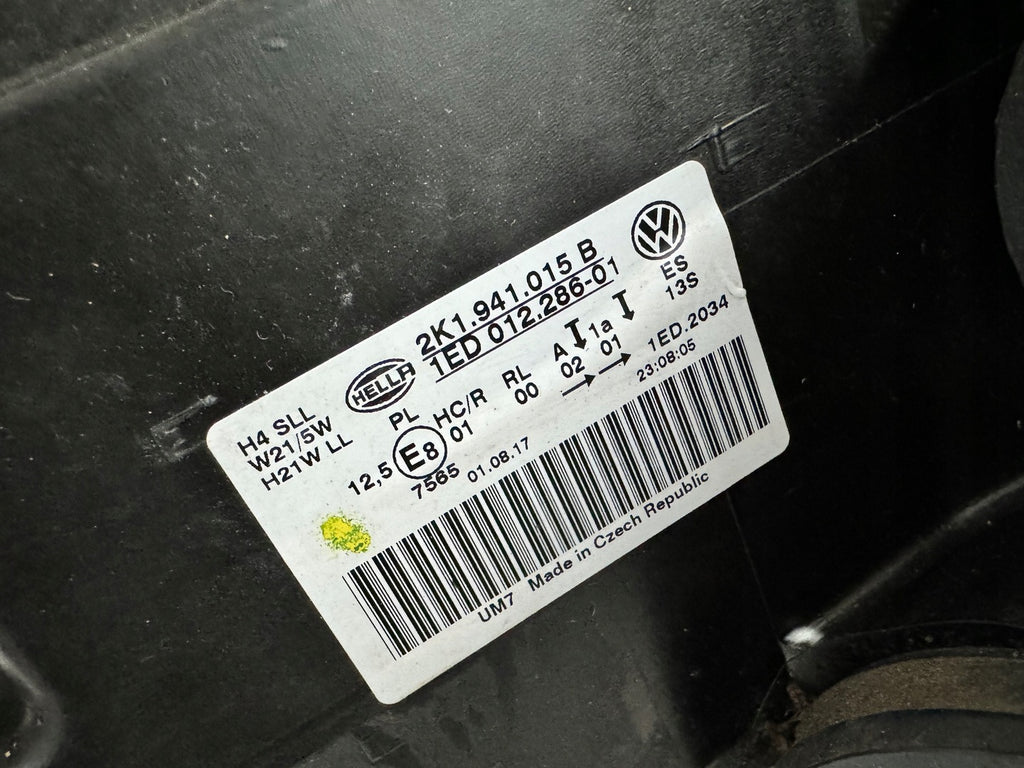 2K1.941.015 B
1ED 012.286-01
HELLA
VW
ES
13S
H4 SLL
W21/5W
H21W LL
PL
HC/R
RL
A
1a
12,5
E8
01
00
02
01
1ED.2034
7565
01.08.17
23:08:05
UM7 Made in Czech Republic